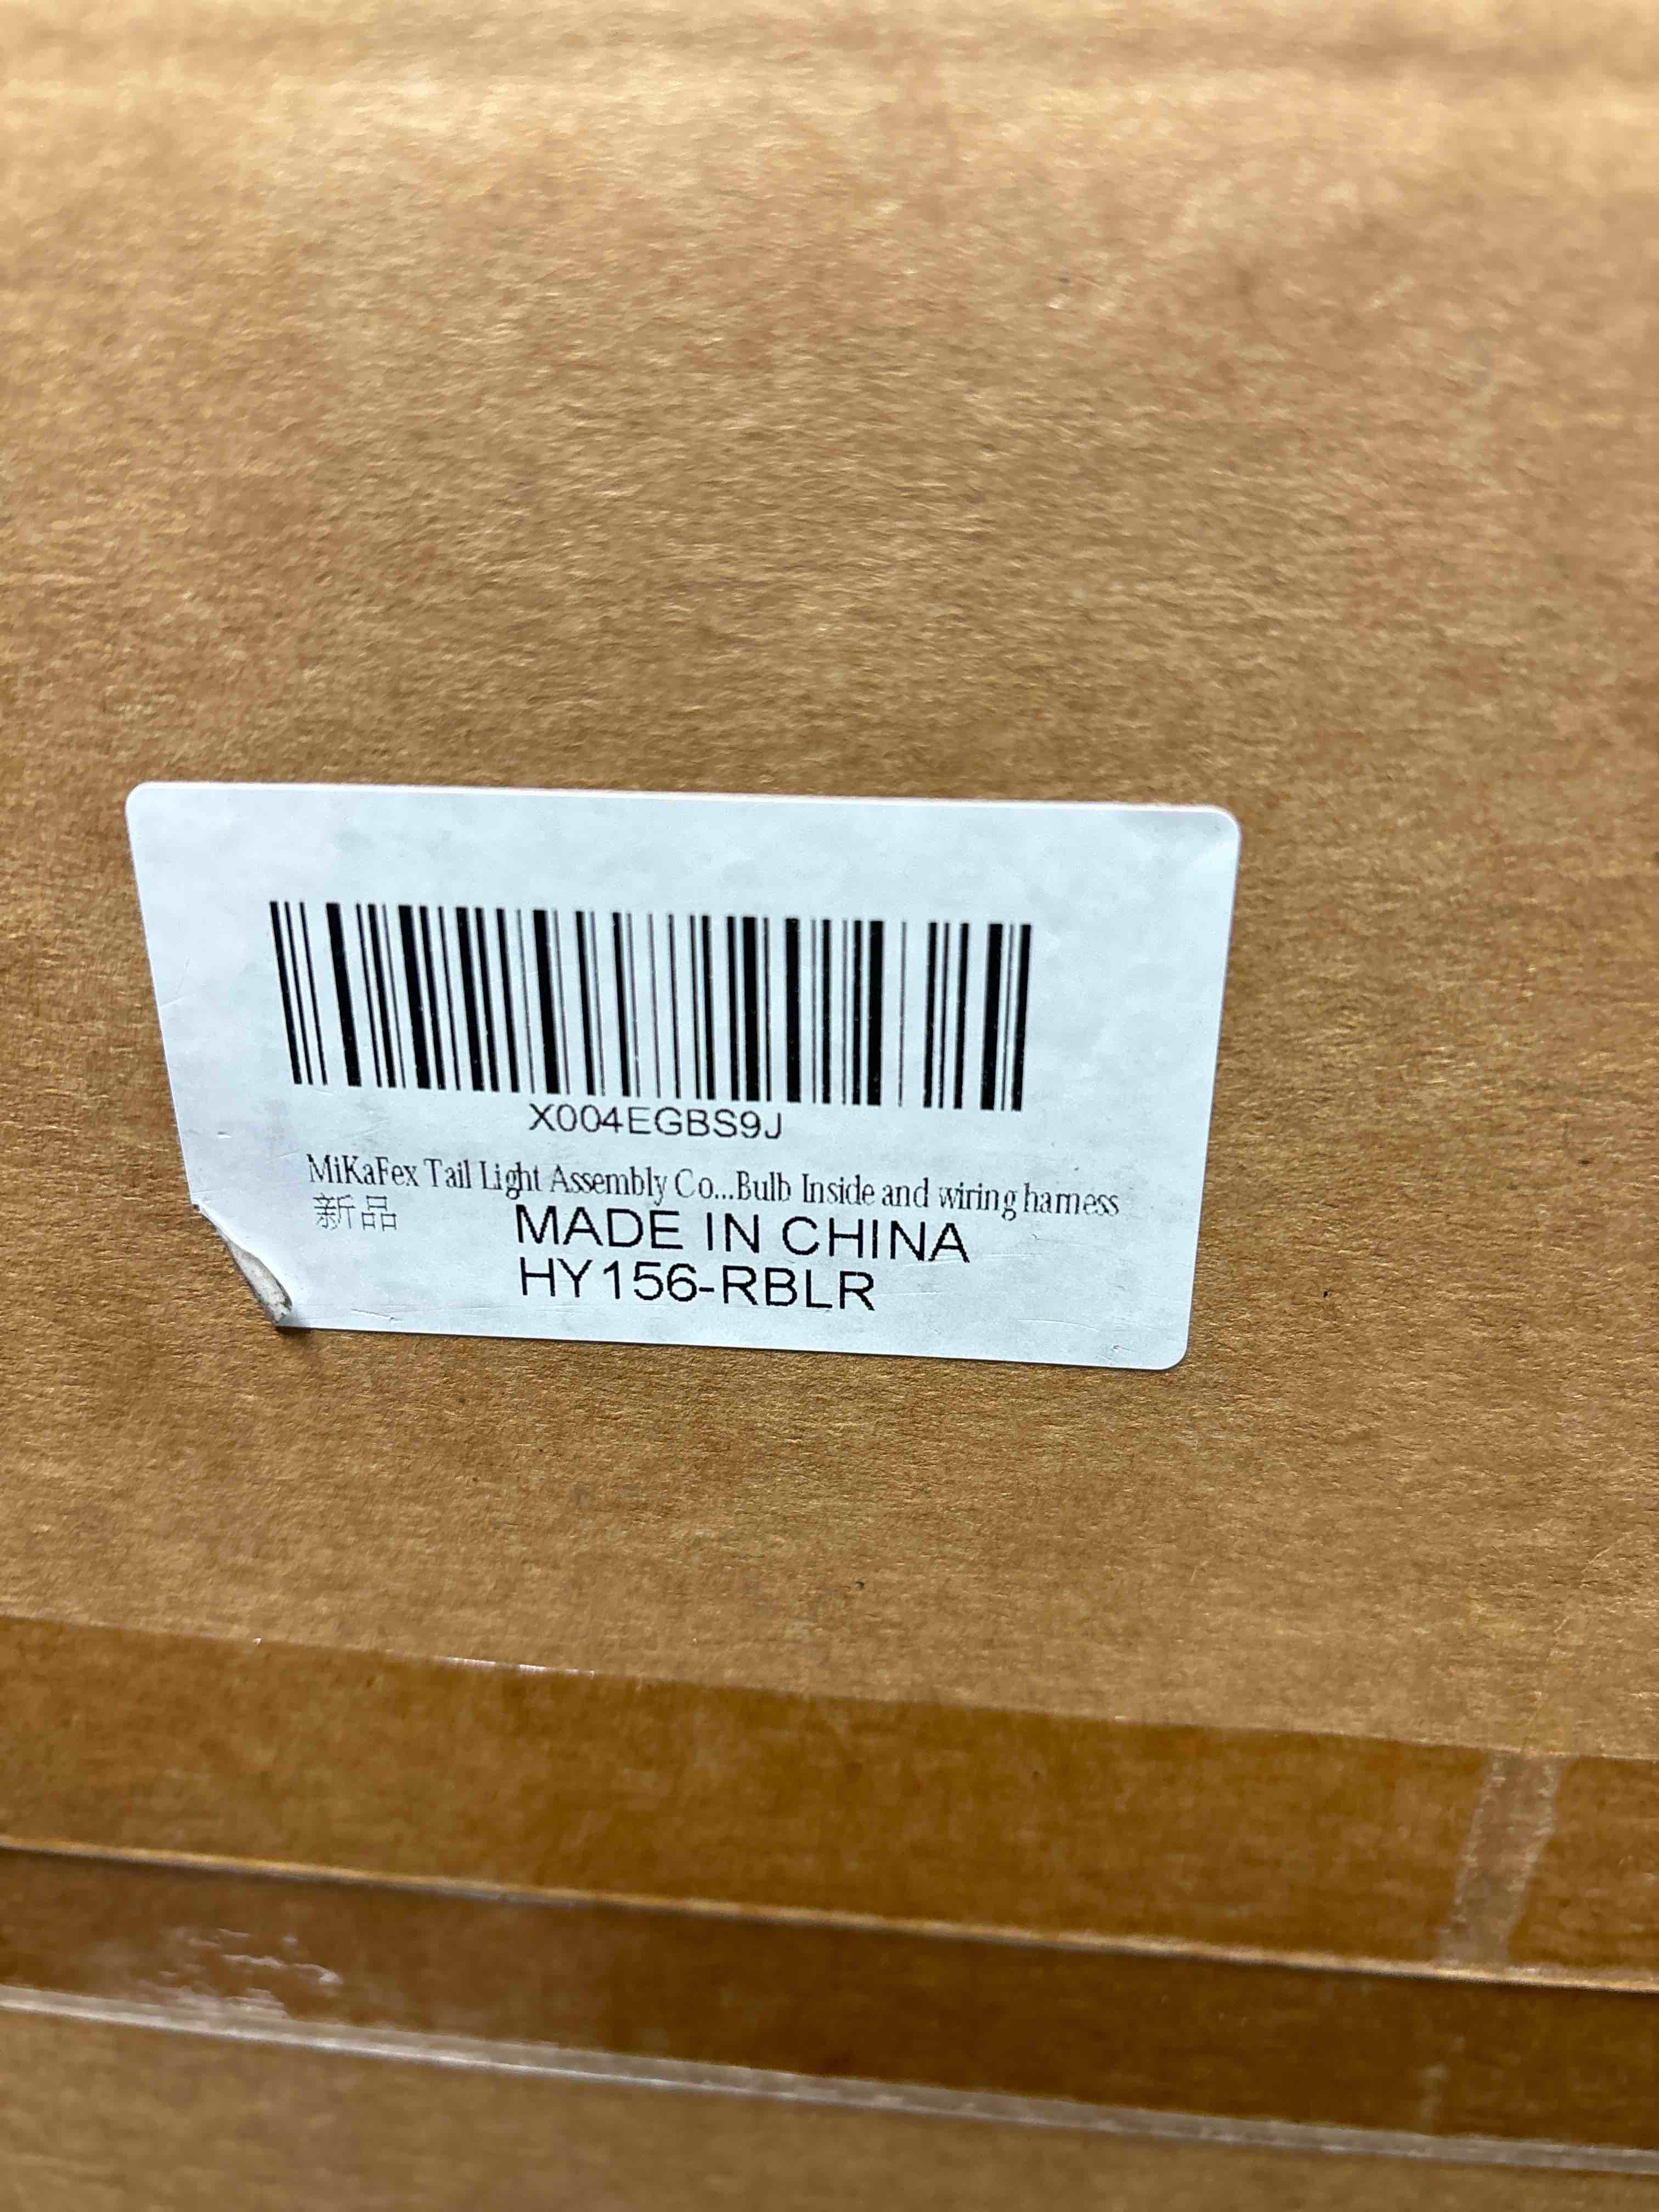 X004EGBS9J
MiKaFex Tail Light Assembly Co...Bulb Inside and wiring harness
新品
MADE IN CHINA
HY156-RBLR